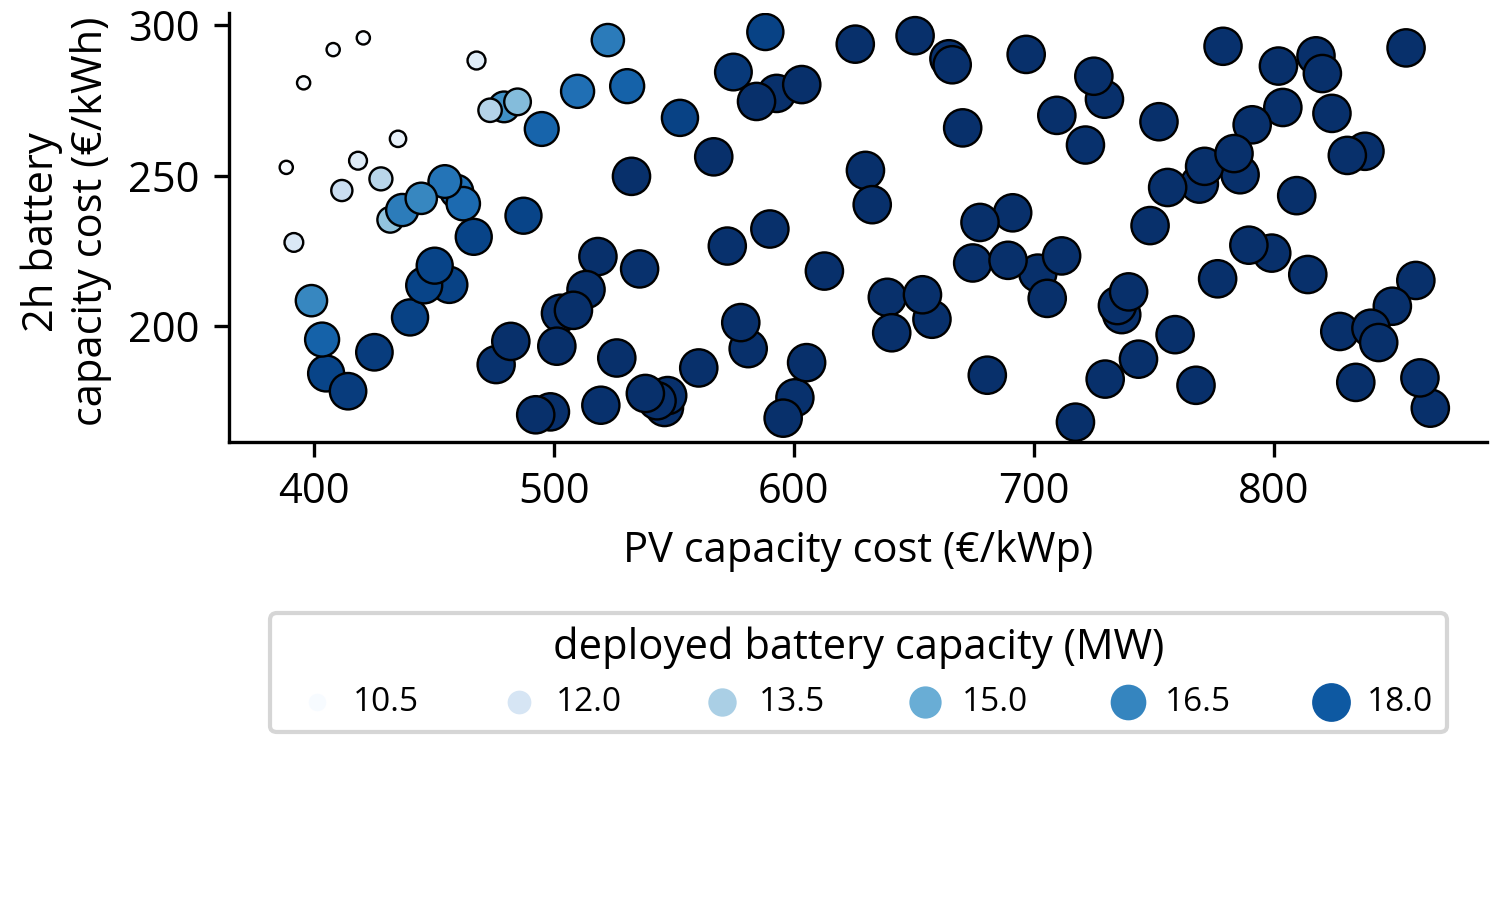 2h battery
capacity cost (€/kWh)
300
250
200
400 500 600 700 800
PV capacity cost (€/kWp)
deployed battery capacity (MW)
10.5 12.0 13.5 15.0 16.5 18.0